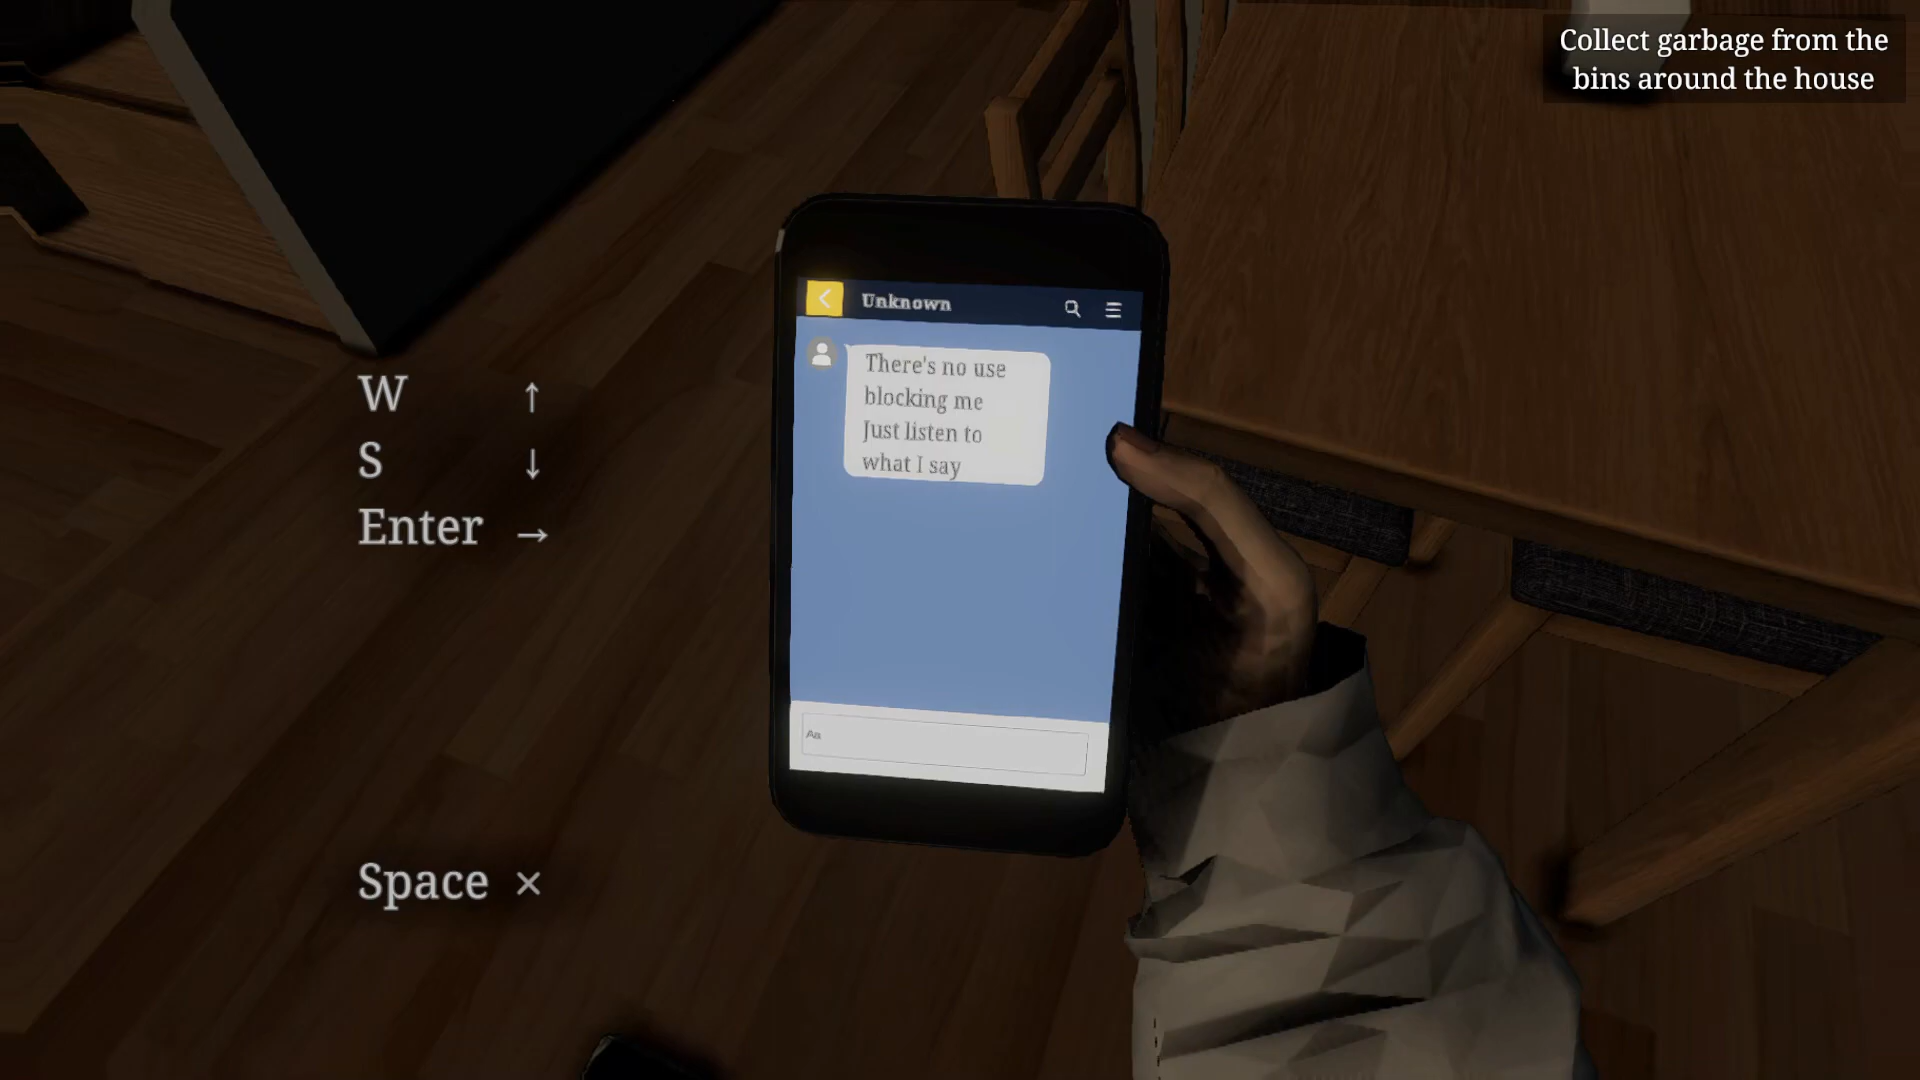 Collect garbage from the
bins around the house
Unknown
There's no use
blocking me
Just listen to
what I say
Aa
W ↑
S ↓
Enter →
Space ×